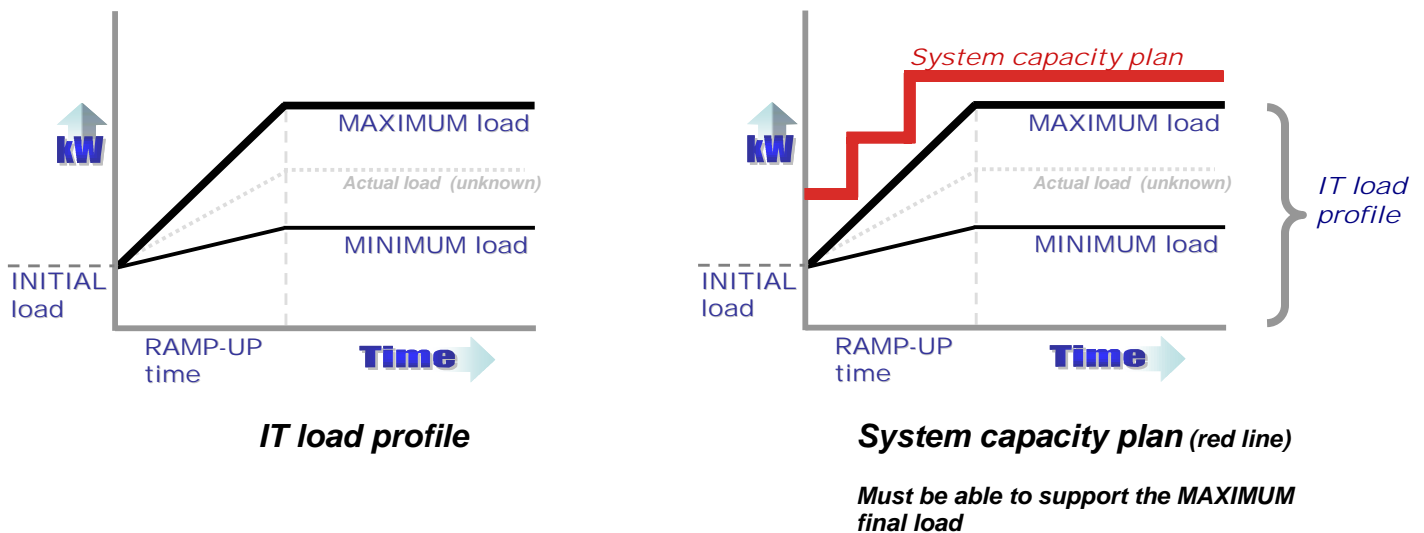 kW
MAXIMUM load
Actual load (unknown)
MINIMUM load
INITIAL
load
RAMP-UP
time
Time
IT load profile
System capacity plan
kW
MAXIMUM load
Actual load (unknown)
IT load
profile
MINIMUM load
INITIAL
load
RAMP-UP
time
Time
System capacity plan (red line)
Must be able to support the MAXIMUM
final load